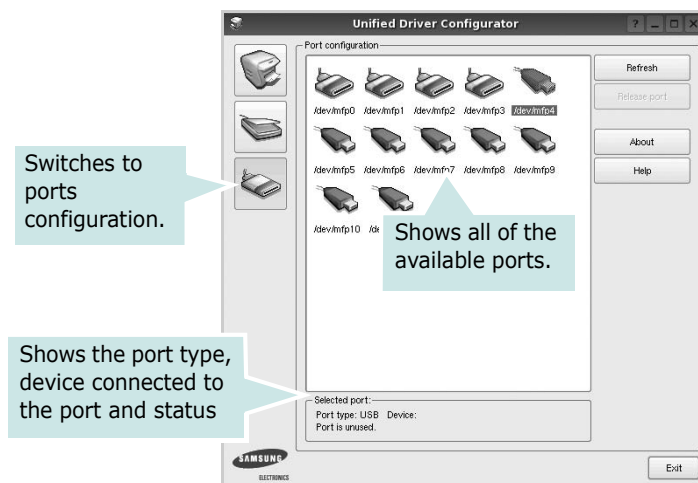 Unified Driver Configurator
Port configuration
/dev/mfp0 /dev/mfp1 /dev/mfp2 /dev/mfp3 /dev/mfp4
/dev/mfp5 /dev/mfp6 /dev/mfp7 /dev/mfp8 /dev/mfp9
/dev/mfp10
Refresh
Release port
About
Help
Switches to
ports
configuration.
Shows all of the
available ports.
Shows the port type,
device connected to
the port and status
Selected port:
Port type: USB Device:
Port is unused.
SAMSUNG
ELECTRONICS
Exit